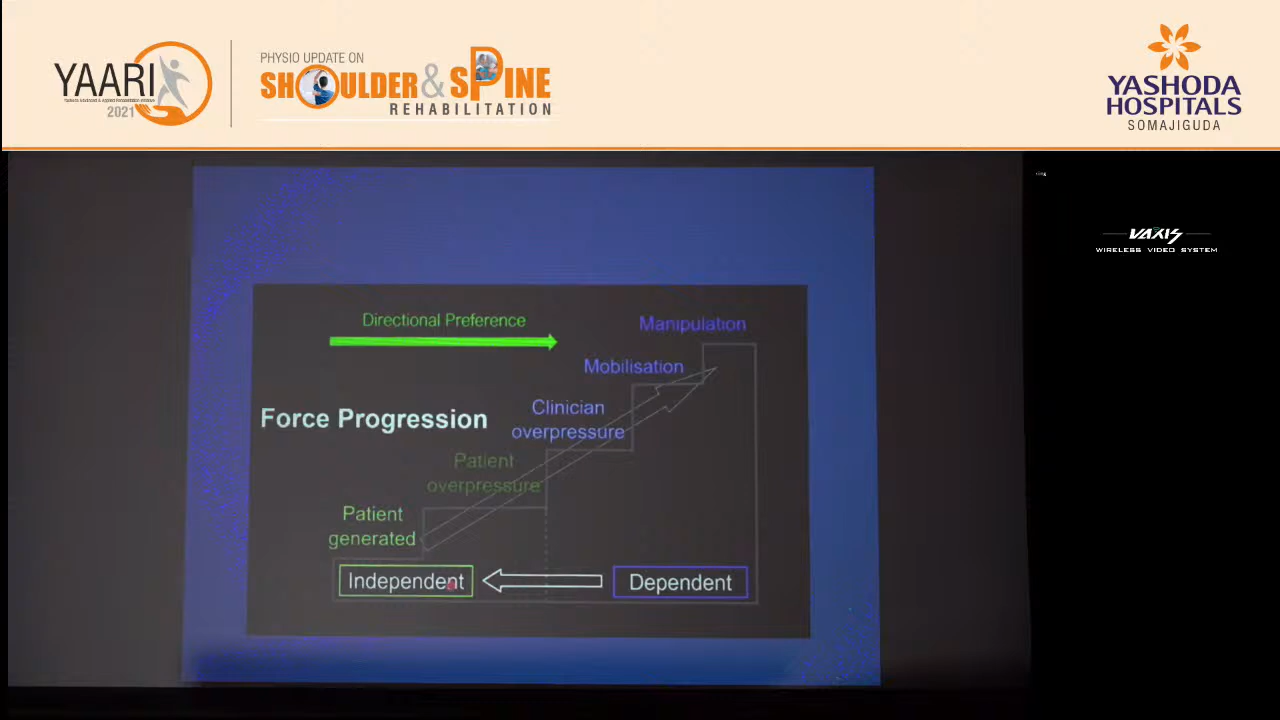 YAARI
2021
PHYSIO UPDATE ON
SHOULDER & SPINE
REHABILITATION
YASHODA
HOSPITALS
SOMAJIGUDA
VAXIS
WIRELESS VIDEO SYSTEM
Directional Preference
Manipulation
Mobilisation
Clinician
overpressure
Force Progression
Patient
overpressure
Patient
generated
Independent
Dependent